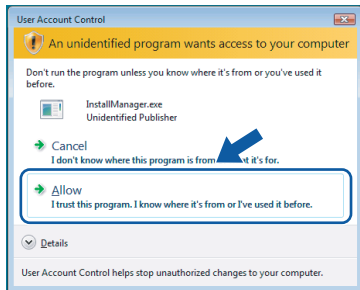 User Account Control
An unidentified program wants access to your computer
Don't run the program unless you know where it's from or you've used it
before.
InstallManager.exe
Unidentified Publisher
Cancel
I don't know where this program is from it's for.
Allow
I trust this program. I know where it's from or I've used it before.
Details
User Account Control helps stop unauthorized changes to your computer.